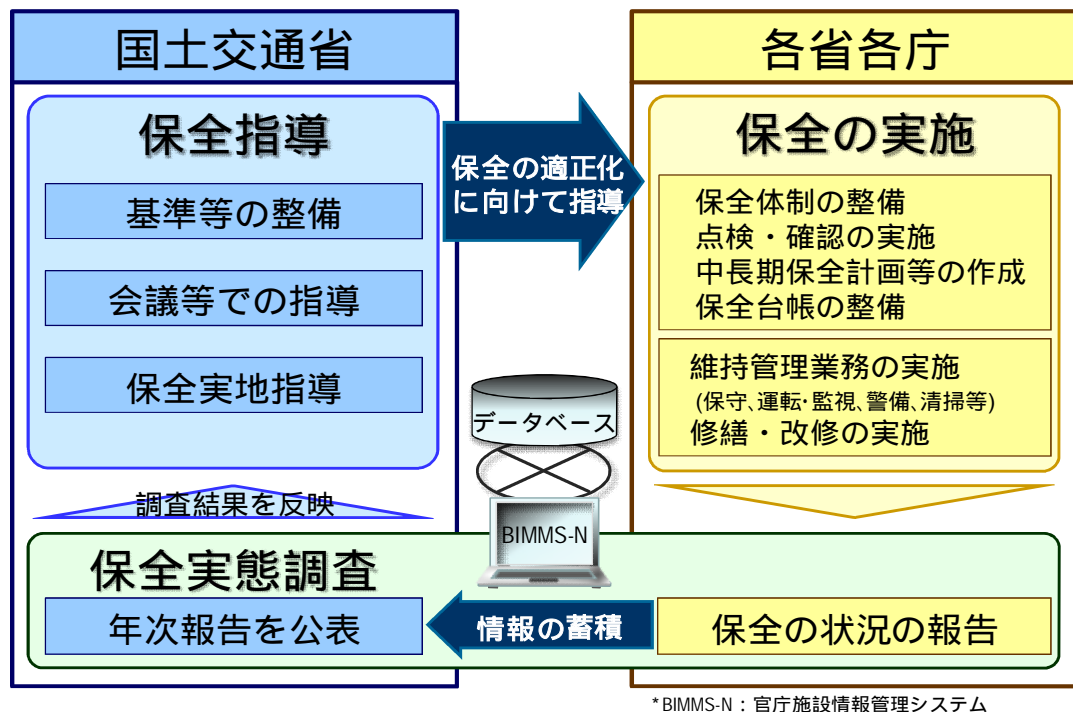 国土交通省
保全指導
基準等の整備
会議等での指導
保全実地指導
調査結果を反映
保全の適正化
に向けて指導
各省各庁
保全の実施
保全体制の整備
点検・確認の実施
中長期保全計画等の作成
保全台帳の整備
維持管理業務の実施
(保守、運転・監視、警備、清掃等)
修繕・改修の実施
データベース
BIMMS-N
保全実態調査
年次報告を公表
情報の蓄積
保全の状況の報告
*BIMMS-N：官庁施設情報管理システム